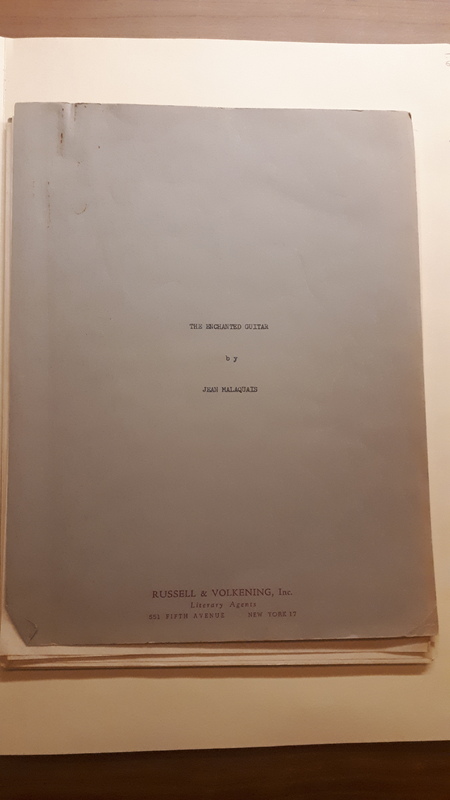 THE ENCHANTED GUITAR
by
JEAN MALAQUAIS
RUSSELL & VOLKENING, Inc.
Literary Agents
551 FIFTH AVENUE NEW YORK 17